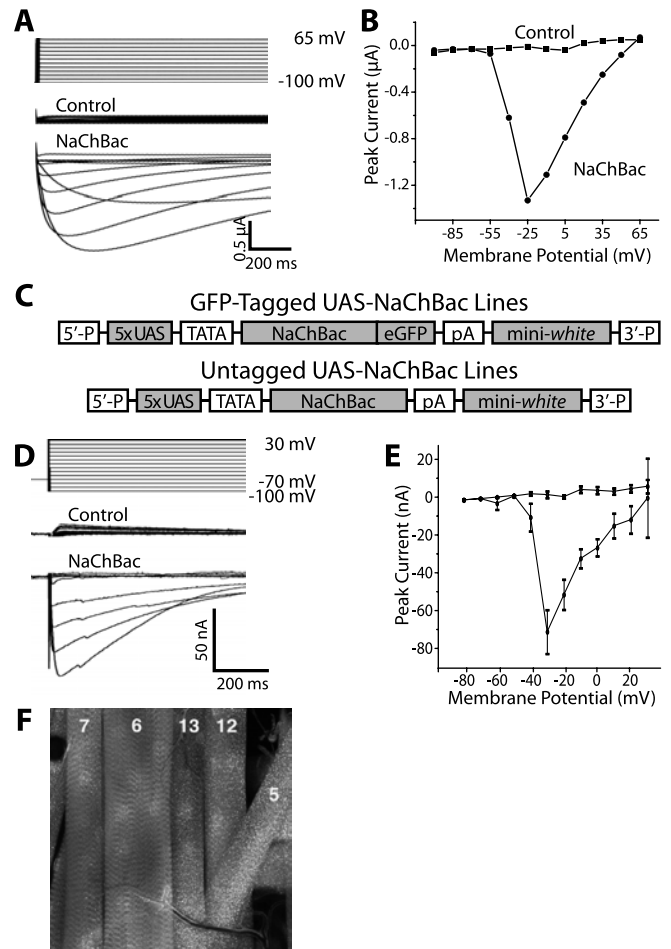 A
65 mV
-100 mV
Control
NaChBac
0.5 µA
200 ms
B
Control
NaChBac
Peak Current (µA)
0.0
-0.4
-0.8
-1.2
-85 -55 -25 5 35 65
Membrane Potential (mV)
C
GFP-Tagged UAS-NaChBac Lines
5'-P 5xUAS TATA NaChBac eGFP pA mini-white 3'-P
Untagged UAS-NaChBac Lines
5'-P 5xUAS TATA NaChBac pA mini-white 3'-P
D
30 mV
-70 mV
-100 mV
Control
NaChBac
50 nA
200 ms
E
Peak Current (nA)
20
0
-20
-40
-60
-80
-80 -60 -40 -20 0 20
Membrane Potential (mV)
F
7 6 13 12
5